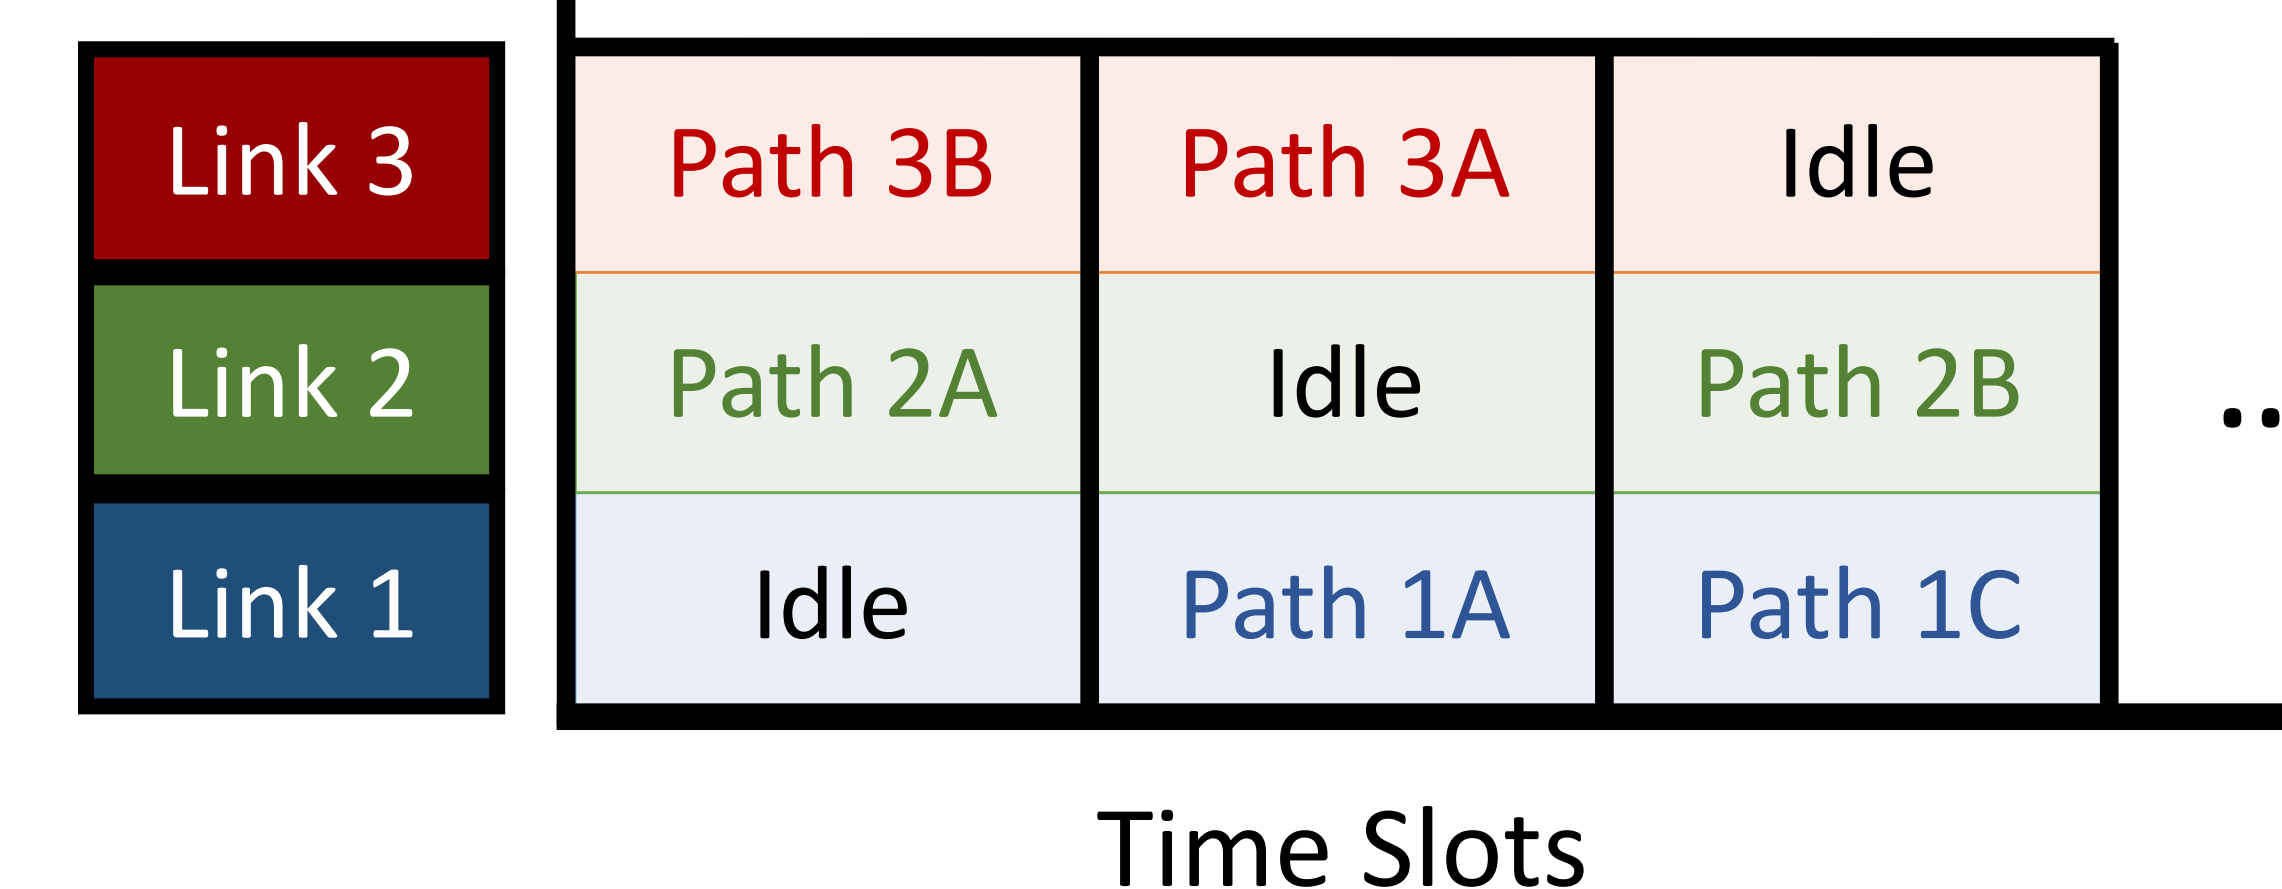 Link 3 Path 3B Path 3A Idle
Link 2 Path 2A Idle Path 2B ..
Link 1 Idle Path 1A Path 1C
Time Slots